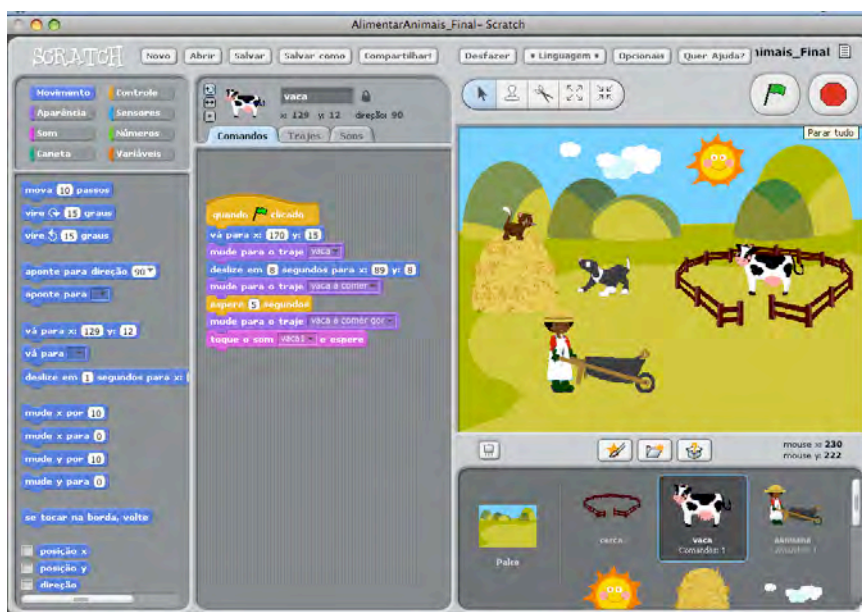 AlimentarAnimais_Final- Scratch
SCRATCH
Novo
Abrir
Salvar
Salvar como
Compartilhar!
Desfazer
Linguagem
Opcionais
Quer Ajuda?
nimais_Final
Movimento
Controle
Aparência
Sensores
Som
Números
Caneta
Variáveis
vaca
x: 129 y: 12 direção: 90
Comandos
Trajes
Sons
Parar tudo
mova 10 passos
vire 15 graus
vire 15 graus
aponte para direção 90
aponte para
vá para x: 129 y: 12
vá para
deslize em 1 segundos para x:
mude x por 10
mude x para 0
mude y por 10
mude y para 0
se tocar na borda, volte
posição x
posição y
direção
quando clicado
vá para x: 170 y: 15
mude para o traje vaca
deslize em 8 segundos para x: 89 y: 8
mude para o traje vaca a comer
espere 5 segundos
mude para o traje vaca a comer gor
toque o som vacas e espere
mouse x: 230
mouse y: 222
Palco
cerca
vaca
Comandos: 1